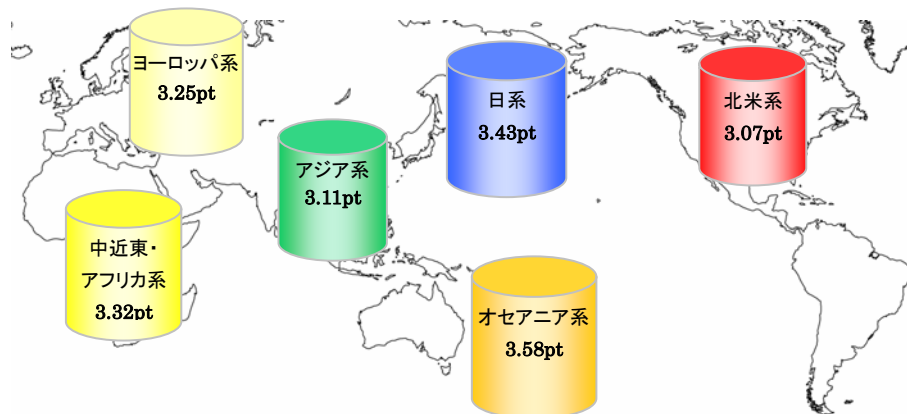 ヨーロッパ系
3.25pt
日系
3.43pt
北米系
3.07pt
アジア系
3.11pt
中近東・
アフリカ系
3.32pt
オセアニア系
3.58pt